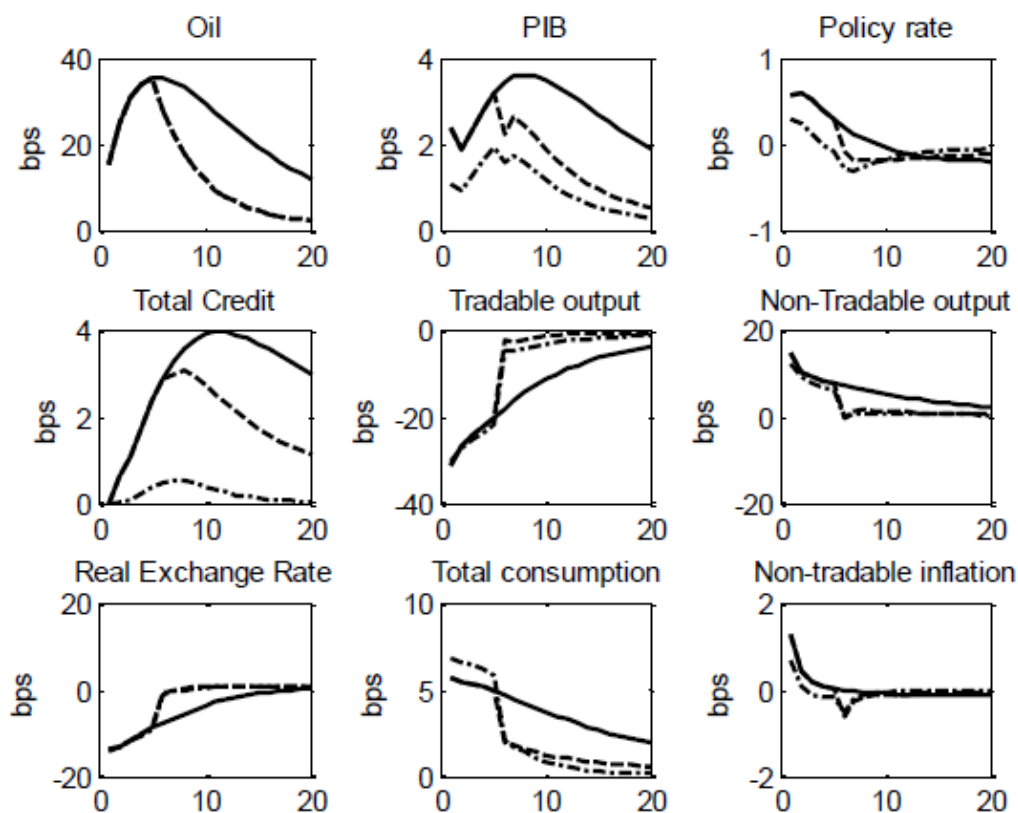 Oil
PIB
Policy rate
40
20
0
bps
0 10 20
4
2
0
bps
0 10 20
1
0
-1
bps
0 10 20
Total Credit
Tradable output
Non-Tradable output
4
2
0
bps
0 10 20
0
-20
-40
bps
0 10 20
20
0
-20
bps
0 10 20
Real Exchange Rate
Total consumption
Non-tradable inflation
20
0
-20
bps
0 10 20
10
5
0
bps
0 10 20
2
0
-2
bps
0 10 20